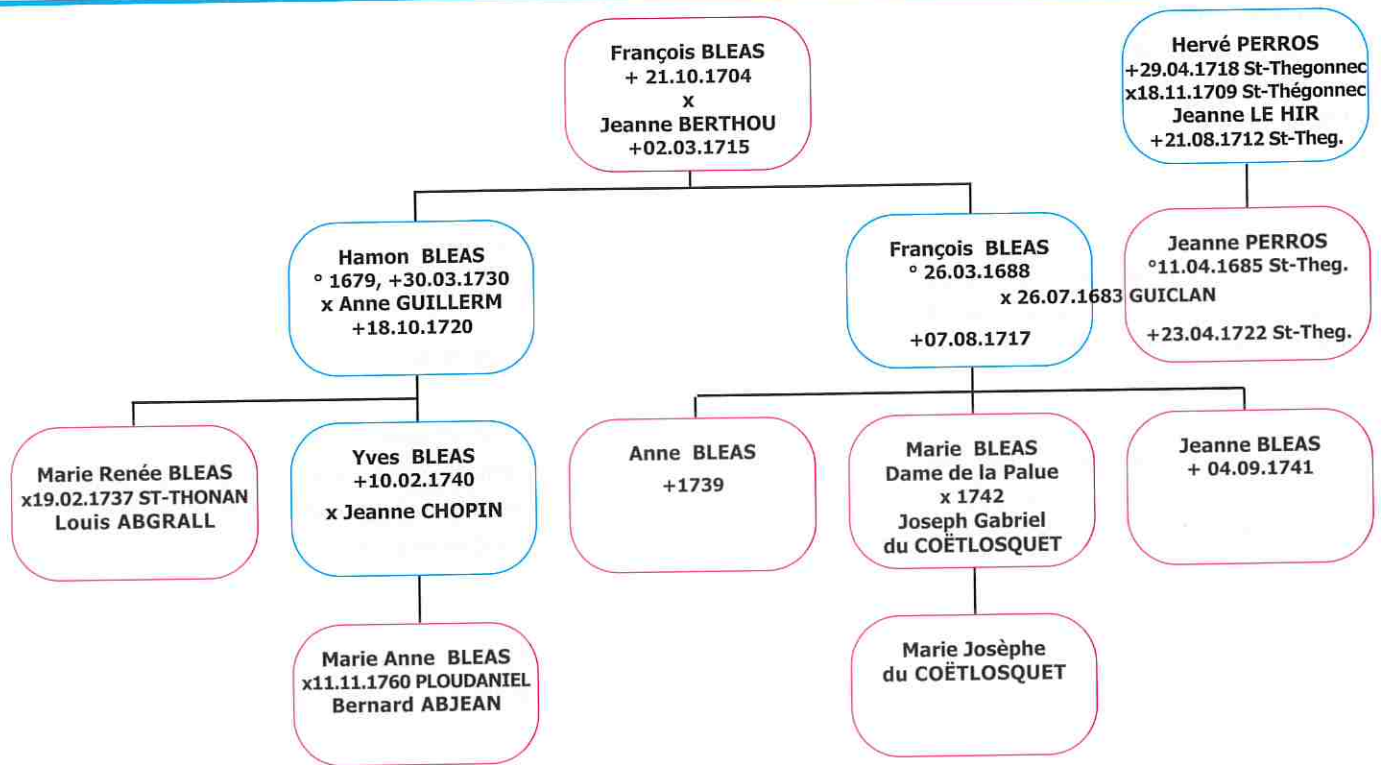 François BLEAS
+ 21.10.1704
x
Jeanne BERTHOU
+02.03.1715
Hervé PERROS
+29.04.1718 St-Thegonnec
x18.11.1709 St-Thégonnec
Jeanne LE HIR
+21.08.1712 St-Theg.
Hamon BLEAS
° 1679, +30.03.1730
x Anne GUILLERM
+18.10.1720
François BLEAS
° 26.03.1688
x 26.07.1683 GUICLAN
+07.08.1717
Jeanne PERROS
°11.04.1685 St-Theg.
+23.04.1722 St-Theg.
Marie Renée BLEAS
x19.02.1737 ST-THONAN
Louis ABGRALL
Yves BLEAS
+10.02.1740
x Jeanne CHOPIN
Anne BLEAS
+1739
Marie BLEAS
Dame de la Palue
x 1742
Joseph Gabriel
du COËTLOSQUET
Jeanne BLEAS
+ 04.09.1741
Marie Anne BLEAS
x11.11.1760 PLOUDANIEL
Bernard ABJEAN
Marie Josèphe
du COËTLOSQUET